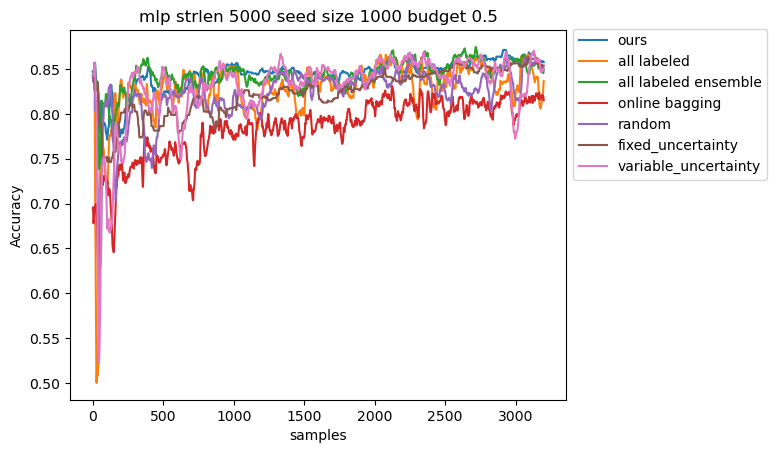 mlp strlen 5000 seed size 1000 budget 0.5
ours
all labeled
all labeled ensemble
online bagging
random
fixed_uncertainty
variable_uncertainty
Accuracy
0.85
0.80
0.75
0.70
0.65
0.60
0.55
0.50
0
500
1000
1500
2000
2500
3000
samples